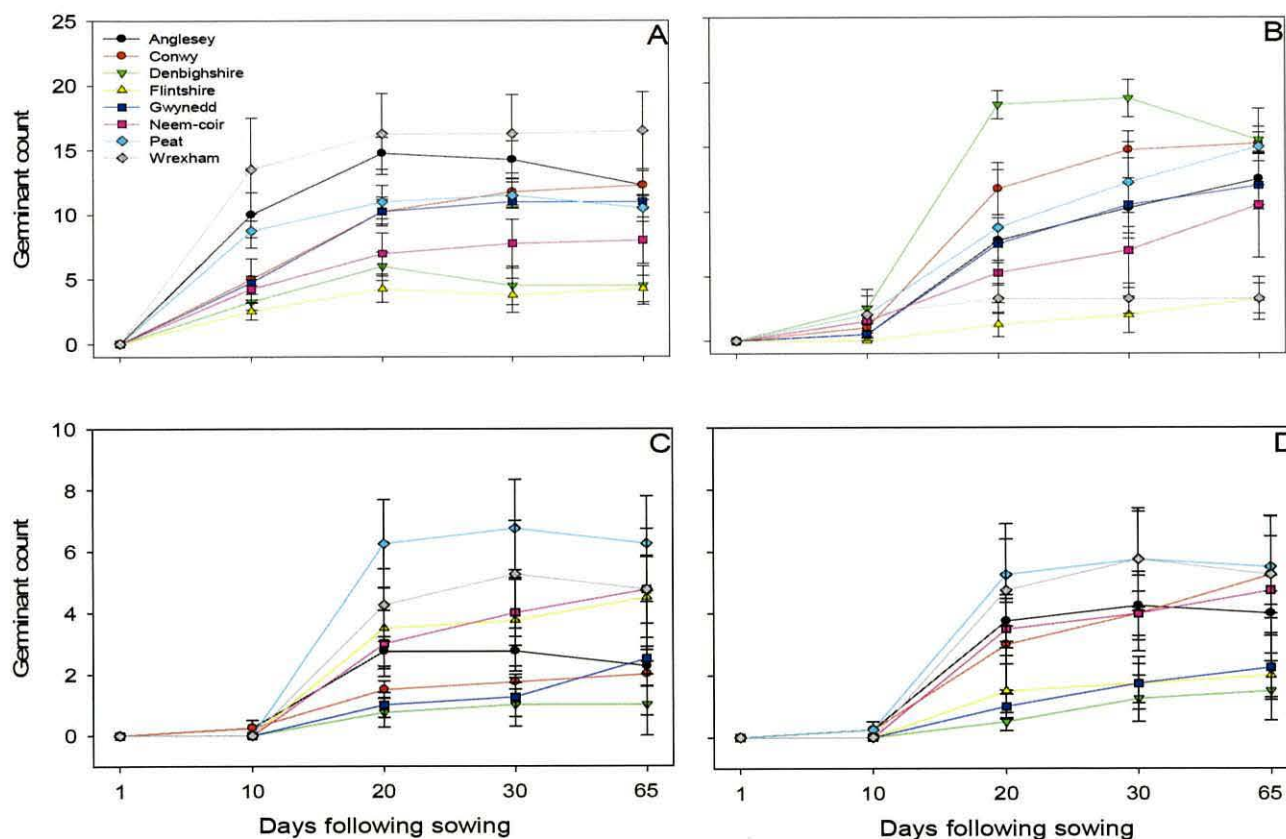 25
20
15
10
5
0
Germinant count
Anglesey
Conwy
Denbighshire
Flintshire
Gwynedd
Neem-coir
Peat
Wrexham
A
B
10
8
6
4
2
0
Germinant count
C
D
1 10 20 30 65
1 10 20 30 65
Days following sowing
Days following sowing